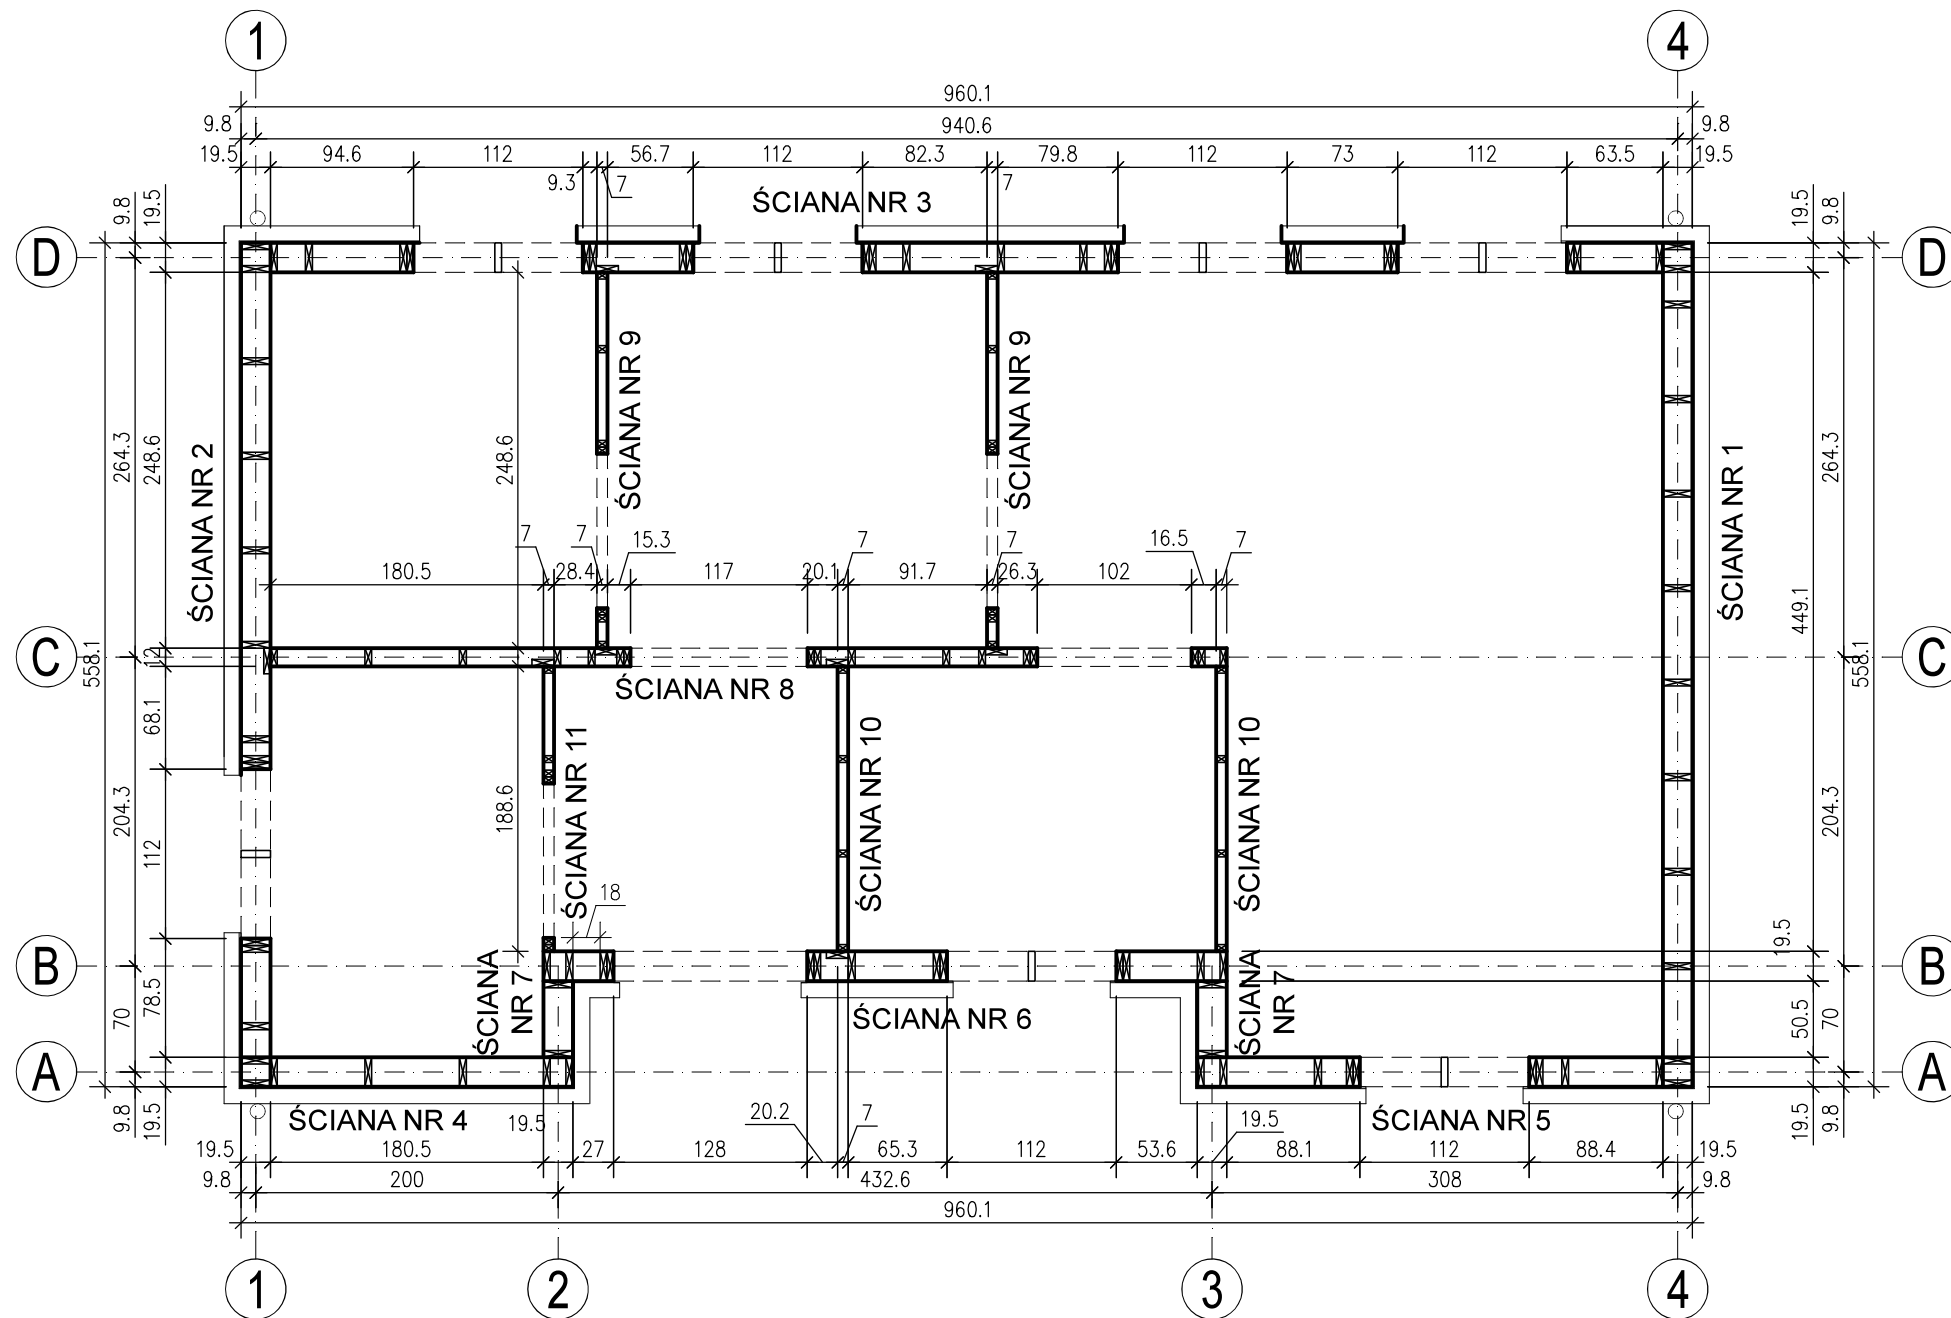 1 4
960.1
9.8 940.6 9.8
19.5 94.6 112 56.7 112 82.3 79.8 112 73 112 63.5 19.5
9.3 7 7
ŚCIANA NR 3
9.8 19.5 19.5 9.8
D D
ŚCIANA NR 9 ŚCIANA NR 9
264.3 248.6 ŚCIANA NR 2 248.6 ŚCIANA NR 1 264.3
7 7 15.3 7 7 16.5 7
180.5 28.4 117 20.1 91.7 26.3 102
449.1
C C
558.1 12 558.1
ŚCIANA NR 8
68.1
ŚCIANA NR 11 ŚCIANA NR 10 ŚCIANA NR 10
204.3 112 188.6 204.3
18
19.5
B B
ŚCIANA
NR 7
ŚCIANA
NR 7
70 78.5 50.5 70
ŚCIANA NR 6
A A
9.8 19.5 19.5 9.8
ŚCIANA NR 4 ŚCIANA NR 5
19.5 20.2 7 19.5
19.5 180.5 27 128 65.3 112 53.6 88.1 112 88.4 19.5
9.8 200 432.6 308 9.8
960.1
1 2 3 4